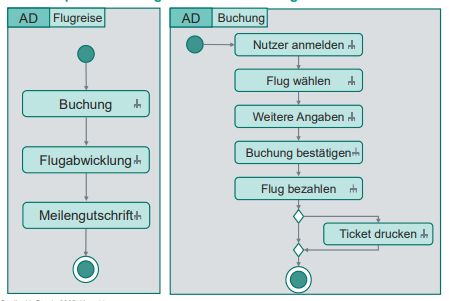 AD Flugreise
Buchung
Flugabwicklung
Meilengutschrift
AD Buchung
Nutzer anmelden
Flug wählen
Weitere Angaben
Buchung bestätigen
Flug bezahlen
Ticket drucken